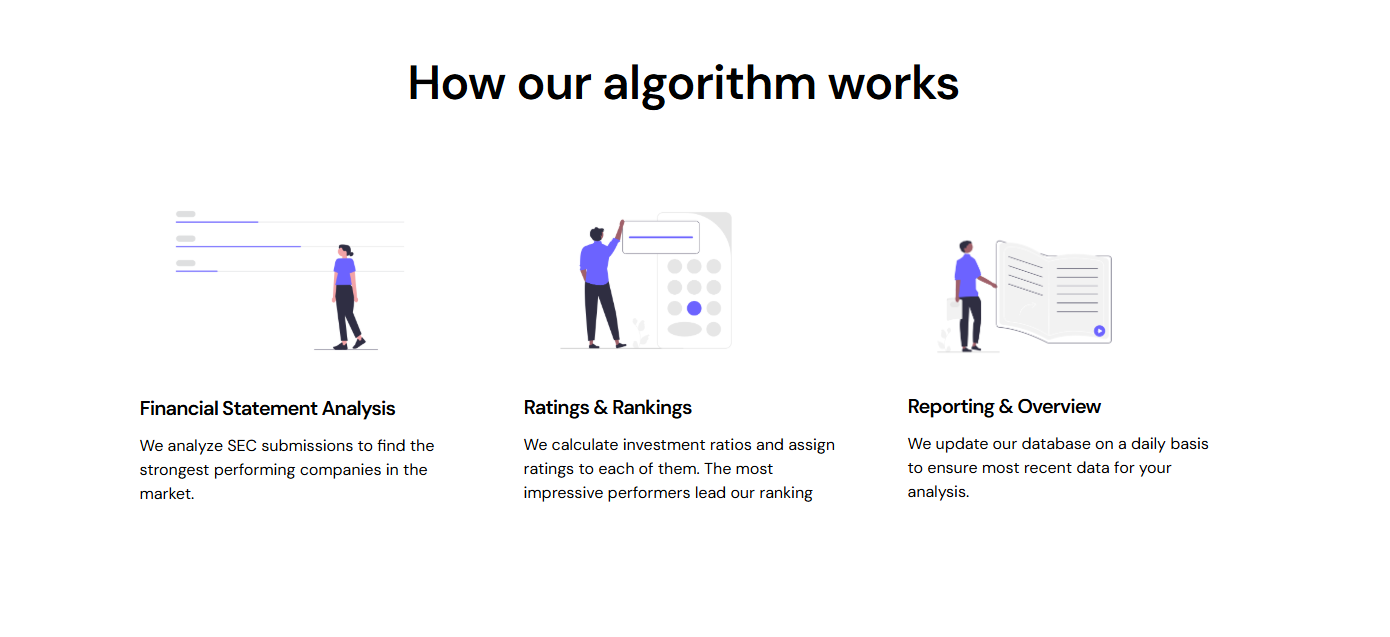 How our algorithm works
Financial Statement Analysis
We analyze SEC submissions to find the
strongest performing companies in the
market.
Ratings & Rankings
We calculate investment ratios and assign
ratings to each of them. The most
impressive performers lead our ranking
Reporting & Overview
We update our database on a daily basis
to ensure most recent data for your
analysis.